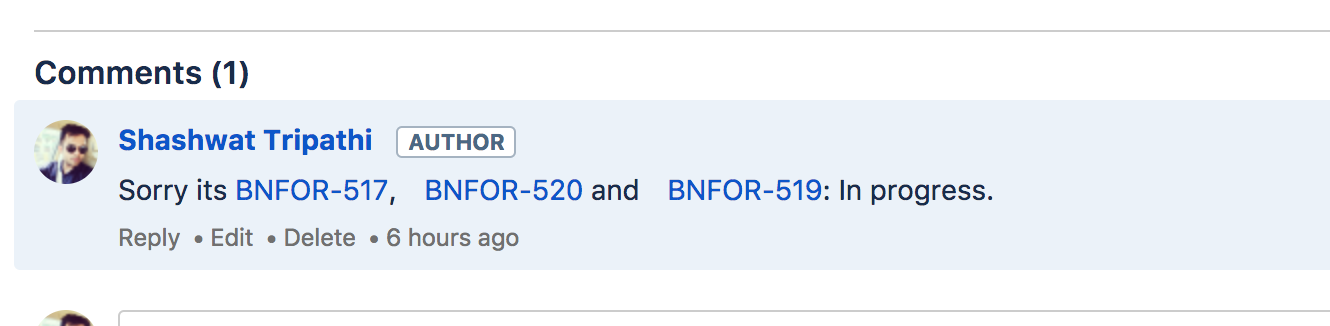 Comments (1)
Shashwat Tripathi AUTHOR
Sorry its BNFOR-517, BNFOR-520 and BNFOR-519: In progress.
Reply • Edit • Delete • 6 hours ago